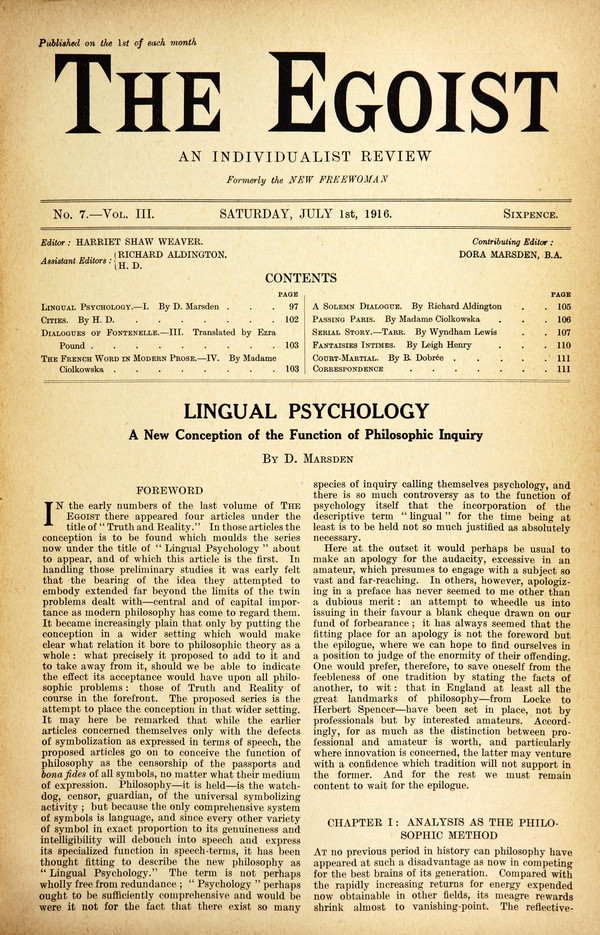 Published on the 1st of each month
THE EGOIST
AN INDIVIDUALIST REVIEW
Formerly the NEW FREEWOMAN
No. 7.—Vol. III.
SATURDAY, JULY 1st, 1916.
Sixpence.
Editor: HARRIET SHAW WEAVER.
Assistant Editors: {RICHARD ALDINGTON.
H. D.
Contributing Editor:
DORA MARSDEN, B.A.
CONTENTS
PAGE
Lingual Psychology.—I. By D. Marsden . . . 97
Cities. By H. D. . . . . . . . 102
Dialogues of Fontenelle.—III. Translated by Ezra
Pound . . . . . . . . . 103
The French Word in Modern Prose.—IV. By Madame
Ciolkowska . . . . . . . . 103
PAGE
A Solemn Dialogue. By Richard Aldington . . 105
Passing Paris. By Madame Ciolkowska . . . 106
Serial Story.—Tarr. By Wyndham Lewis . . . 107
Fantaisies Intimes. By Leigh Henry . . . 110
Court-Martial. By B. Dobrée . . . . . . 111
Correspondence . . . . . . . 111
LINGUAL PSYCHOLOGY
A New Conception of the Function of Philosophic Inquiry
By D. Marsden
FOREWORD
IN the early numbers of the last volume of The
Egoist there appeared four articles under the
title of “Truth and Reality.” In those articles the
conception is to be found which moulds the series
now under the title of “Lingual Psychology” about
to appear, and of which this article is the first. In
handling those preliminary studies it was early felt
that the bearing of the idea they attempted to
embody extended far beyond the limits of the twin
problems dealt with—central and of capital impor-
tance as modern philosophy has come to regard them.
It became increasingly plain that only by putting the
conception in a wider setting which would make
clear what relation it bore to philosophic theory as a
whole: what precisely it proposed to add to it and
to take away from it, should we be able to indicate
the effect its acceptance would have upon all philo-
sophic problems: those of Truth and Reality of
course in the forefront. The proposed series is the
attempt to place the conception in that wider setting.
It may here be remarked that while the earlier
articles concerned themselves only with the defects
of symbolization as expressed in terms of speech, the
proposed articles go on to conceive the function of
philosophy as the censorship of the passports and
bona fides of all symbols, no matter what their medium
of expression. Philosophy—it is held—is the watch-
dog, censor, guardian, of the universal symbolizing
activity; but because the only comprehensive system
of symbols is language, and since every other variety
of symbol in exact proportion to its genuineness and
intelligibility will debouch into speech and express
its specialized function in speech-terms, it has been
thought fitting to describe the new philosophy as
“Lingual Psychology.” The term is not perhaps
wholly free from redundance; “Psychology” perhaps
ought to be sufficiently comprehensive and would be
were it not for the fact that there exist so many
species of inquiry calling themselves psychology, and
there is so much controversy as to the function of
psychology itself that the incorporation of the
descriptive term “lingual” for the time being at
least is to be held not so much justified as absolutely
necessary.
Here at the outset it would perhaps be usual to
make an apology for the audacity, excessive in an
amateur, which presumes to engage with a subject so
vast and far-reaching. In others, however, apologiz-
ing in a preface has never seemed to me other than
a dubious merit: an attempt to wheedle us into
issuing in their favour a blank cheque drawn on our
fund of forbearance; it has always seemed that the
fitting place for an apology is not the foreword but
the epilogue, where we can hope to find ourselves in
a position to judge of the enormity of their offending.
One would prefer, therefore, to save oneself from the
feebleness of one tradition by stating the facts of
another, to wit: that in England at least all the
great landmarks of philosophy—from Locke to
Herbert Spencer—have been set in place, not by
professionals but by interested amateurs. Accord-
ingly, for as much as the distinction between pro-
fessional and amateur is worth, and particularly
where innovation is concerned, the latter may venture
with a confidence which tradition will not support in
the former. And for the rest we must remain
content to wait for the epilogue.
CHAPTER I: ANALYSIS AS THE PHILO-
SOPHIC METHOD
At no previous period in history can philosophy have
appeared at such a disadvantage as now in competing
for the best brains of its generation. Compared with
the rapidly increasing returns for energy expended
now obtainable in other fields, its meagre rewards
shrink almost to vanishing-point. The reflective-